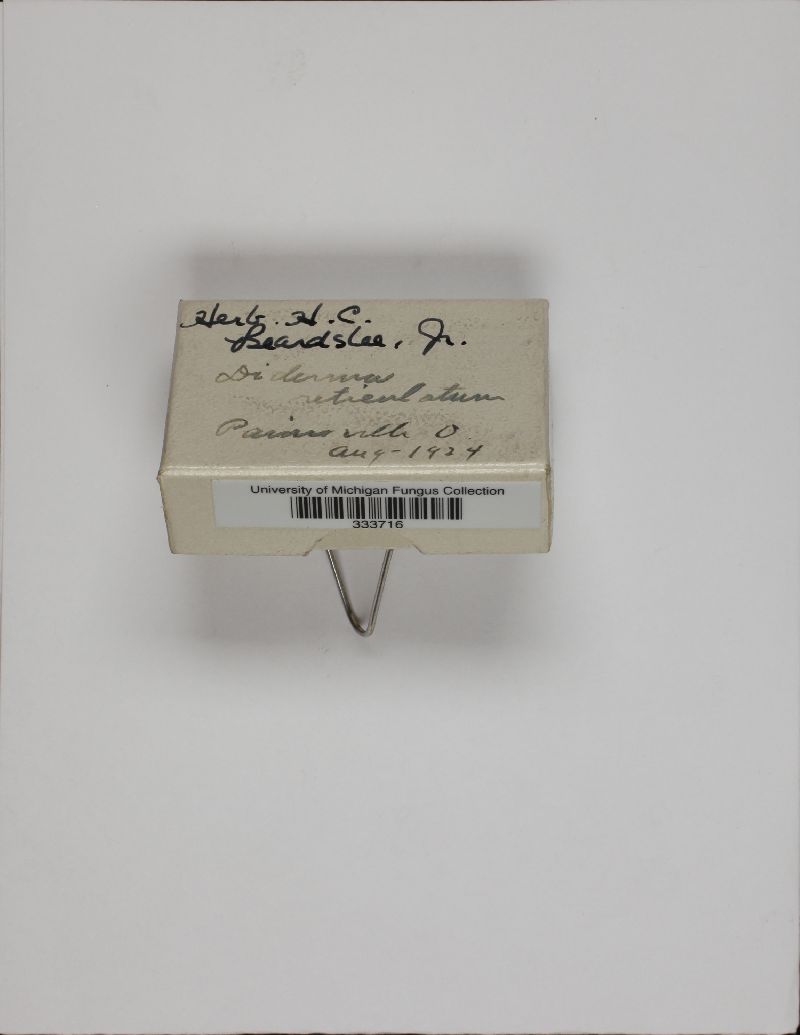 Herb. H. C.
Beardslee, Jr.
Diderma
reticulatum
Painesville O.
Aug-1924
University of Michigan Fungus Collection
333716